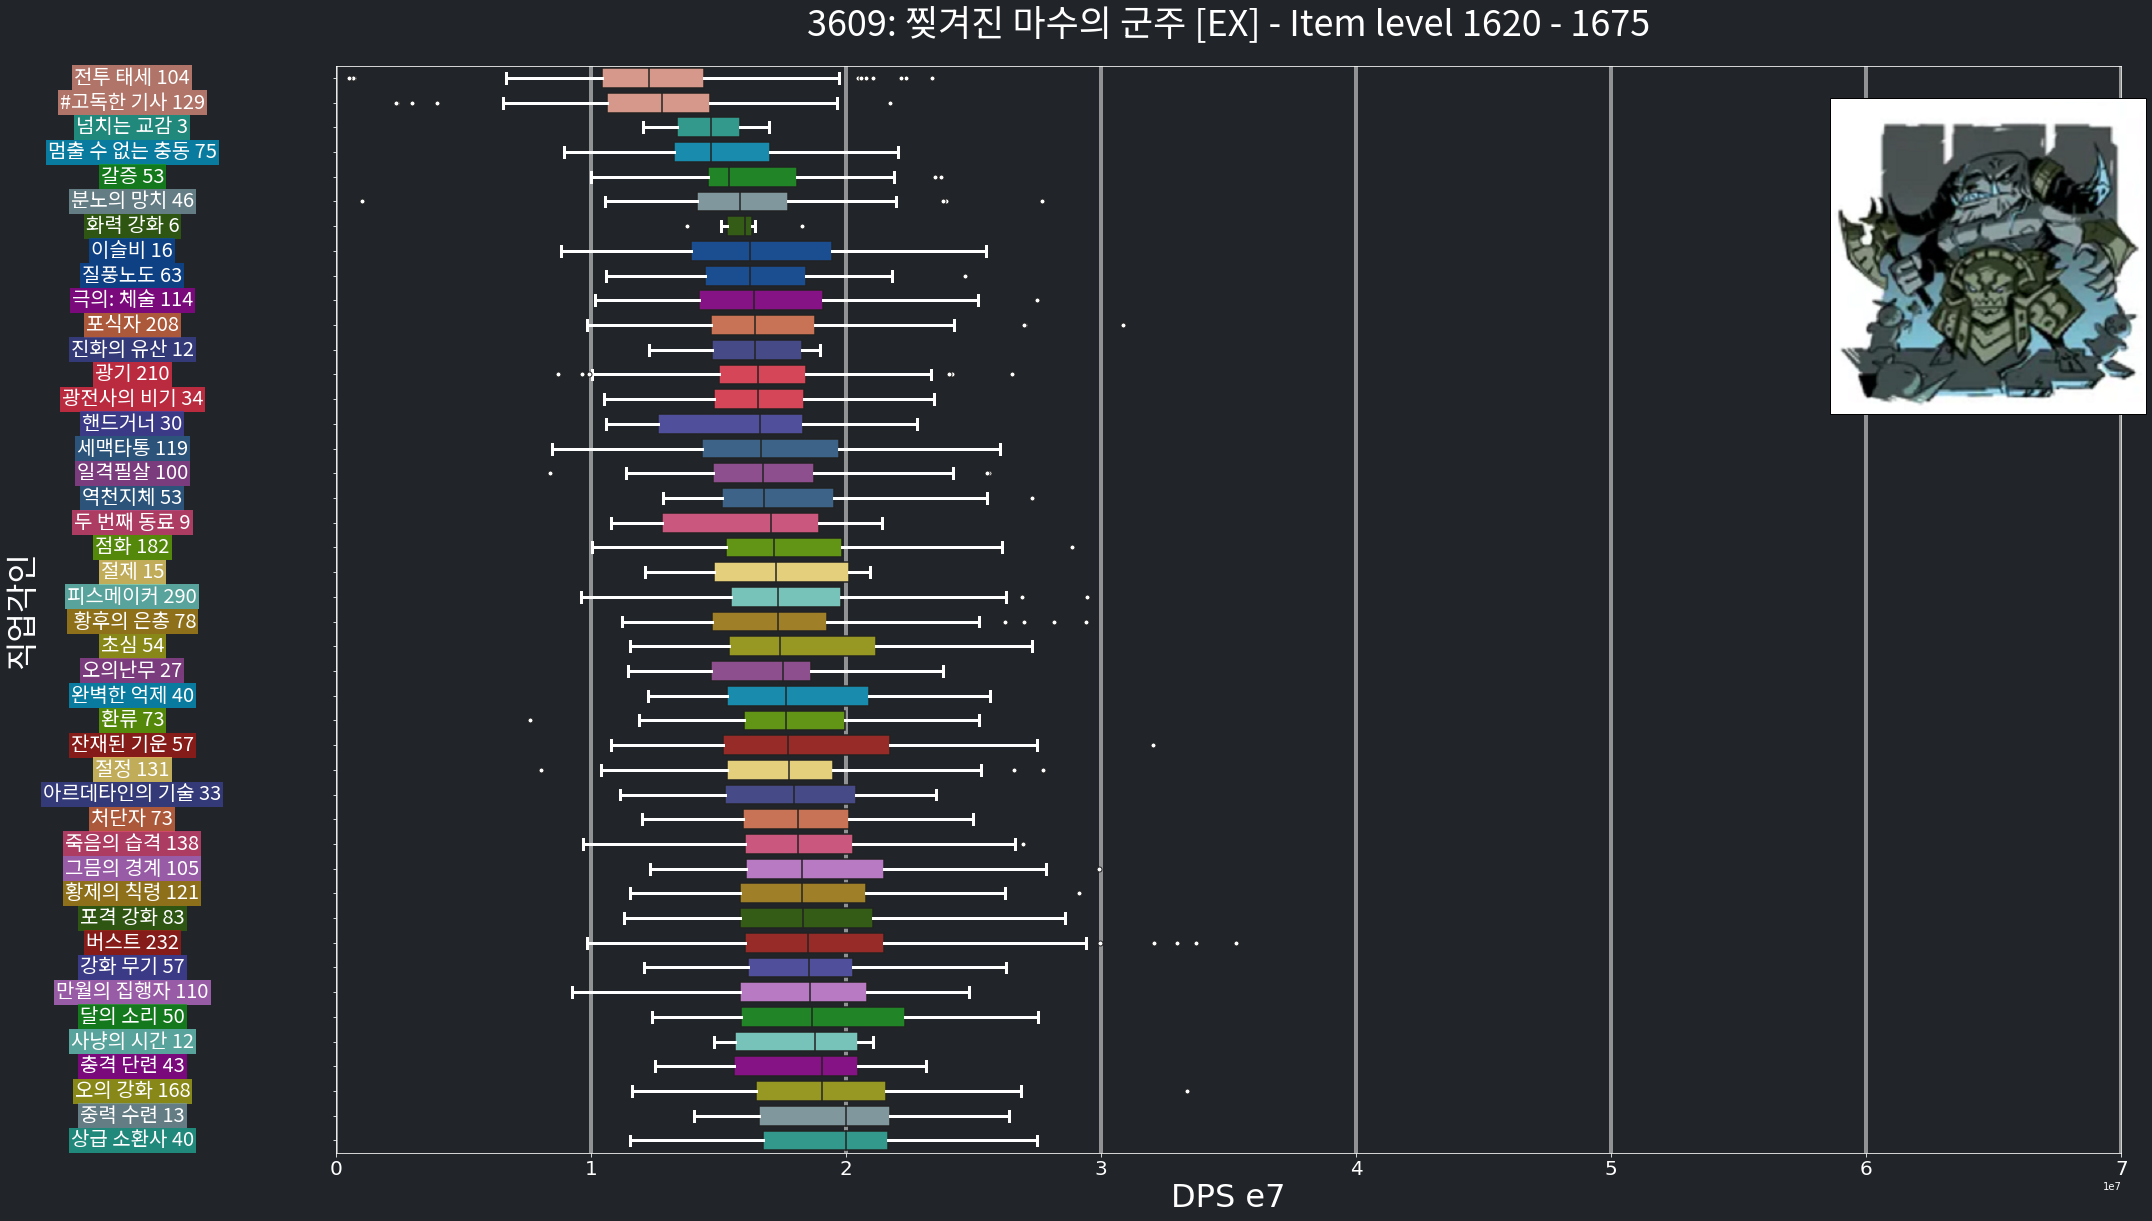 3609: 찢겨진 마수의 군주 [EX] - Item level 1620 - 1675
직업각인
전투 태세 104
#고독한 기사 129
넘치는 교감 3
멈출 수 없는 충동 75
갈증 53
분노의 망치 46
화력 강화 6
이슬비 16
질풍노도 63
극의: 체술 114
포식자 208
진화의 유산 12
광기 210
광전사의 비기 34
핸드거너 30
세맥타통 119
일격필살 100
역천지체 53
두 번째 동료 9
점화 182
절제 15
피스메이커 290
황후의 은총 78
초심 54
오의난무 27
완벽한 억제 40
환류 73
잔재된 기운 57
절정 131
아르데타인의 기술 33
처단자 73
죽음의 습격 138
그믐의 경계 105
황제의 칙령 121
포격 강화 83
버스트 232
강화 무기 57
만월의 집행자 110
달의 소리 50
사냥의 시간 12
충격 단련 43
오의 강화 168
중력 수련 13
상급 소환사 40
0 1 2 3 4 5 6 7
1e7
DPS e7